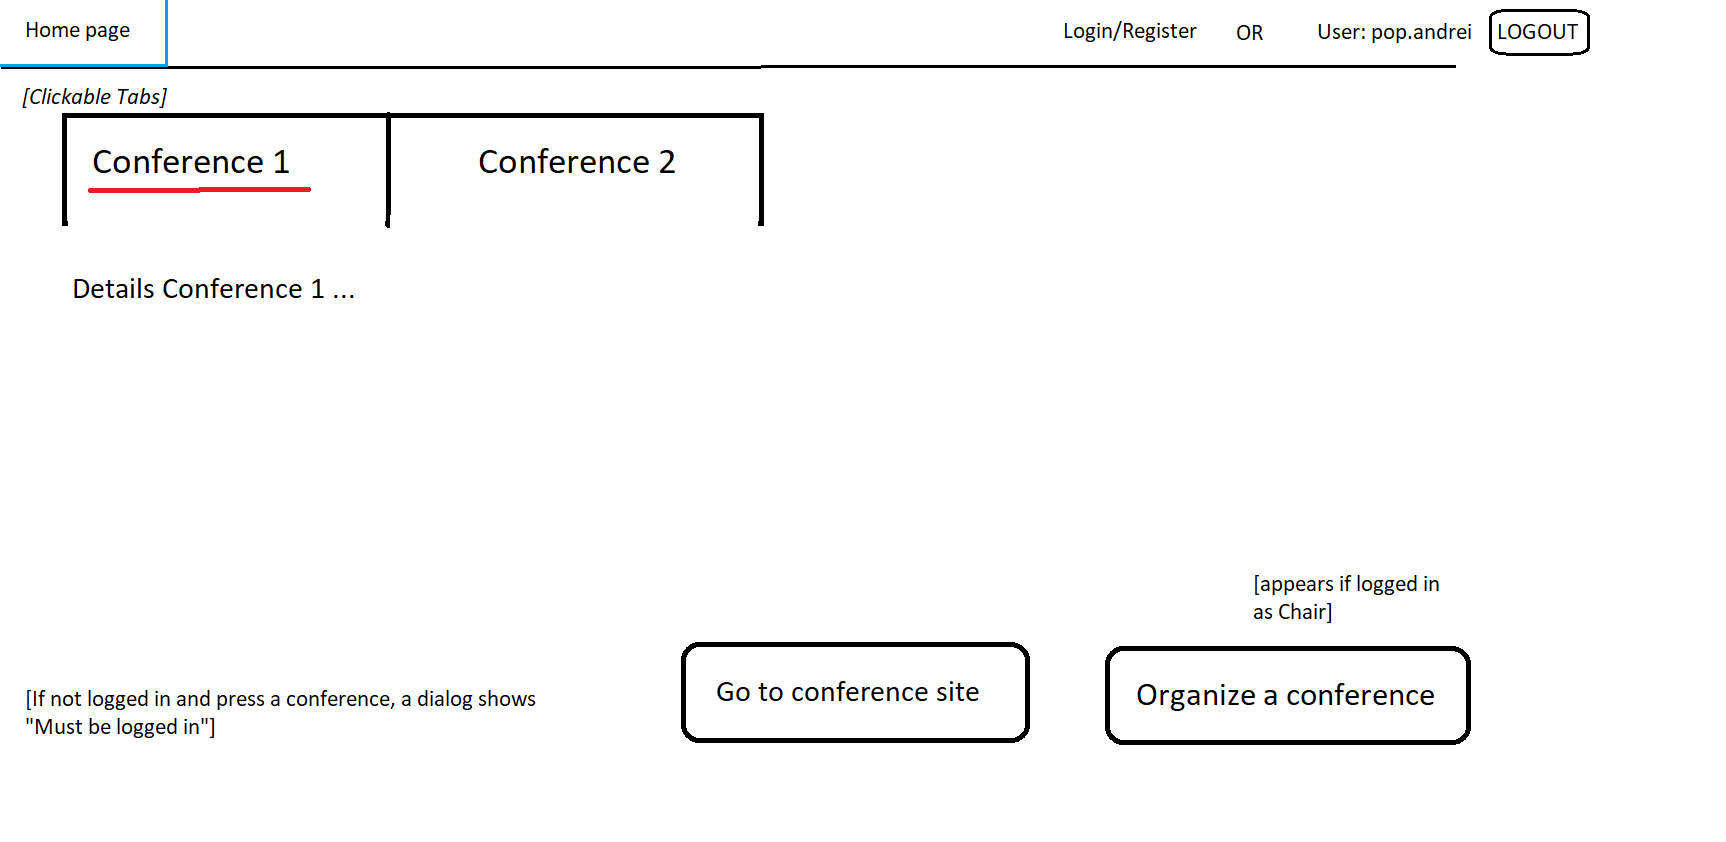 Home page
Login/Register
OR
User: pop.andrei
LOGOUT
[Clickable Tabs]
Conference 1
Conference 2
Details Conference 1 ...
[appears if logged in
as Chair]
Go to conference site
Organize a conference
[If not logged in and press a conference, a dialog shows
"Must be logged in"]